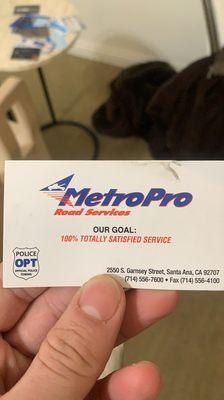 MetroPro
Road Services
OUR GOAL:
100% TOTALLY SATISFIED SERVICE
POLICE
OPT
OFFICIAL POLICE
TOWING
2550 S. Garnsey Street, Santa Ana, CA 92707
(714) 556-7600 • Fax (714) 556-4100